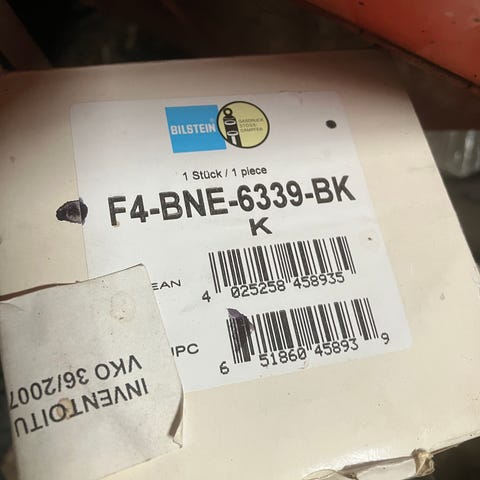 BILSTEIN
GASDRUCK
STOSS-
DÄMPFER
1 Stück / 1 piece
F4-BNE-6339-BK
K
EAN
4 025258 458935
UPC
6 51860 45893 9
INVENTOITU
VKO 36/2007